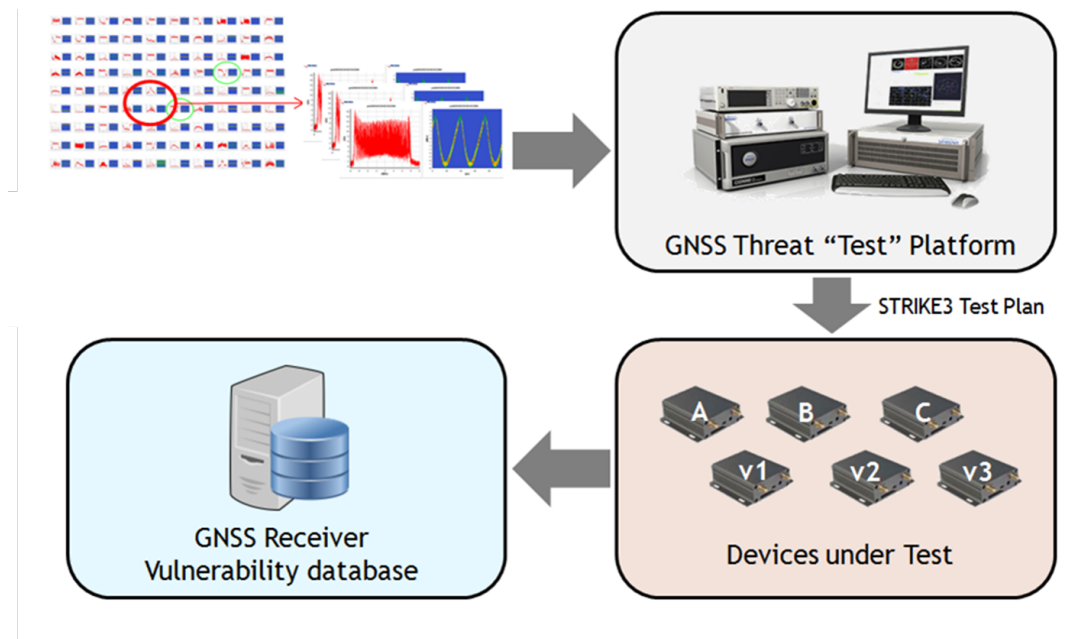 GNSS Threat “Test” Platform
STRIKE3 Test Plan
A
B
C
v1
v2
v3
Devices under Test
GNSS Receiver
Vulnerability database